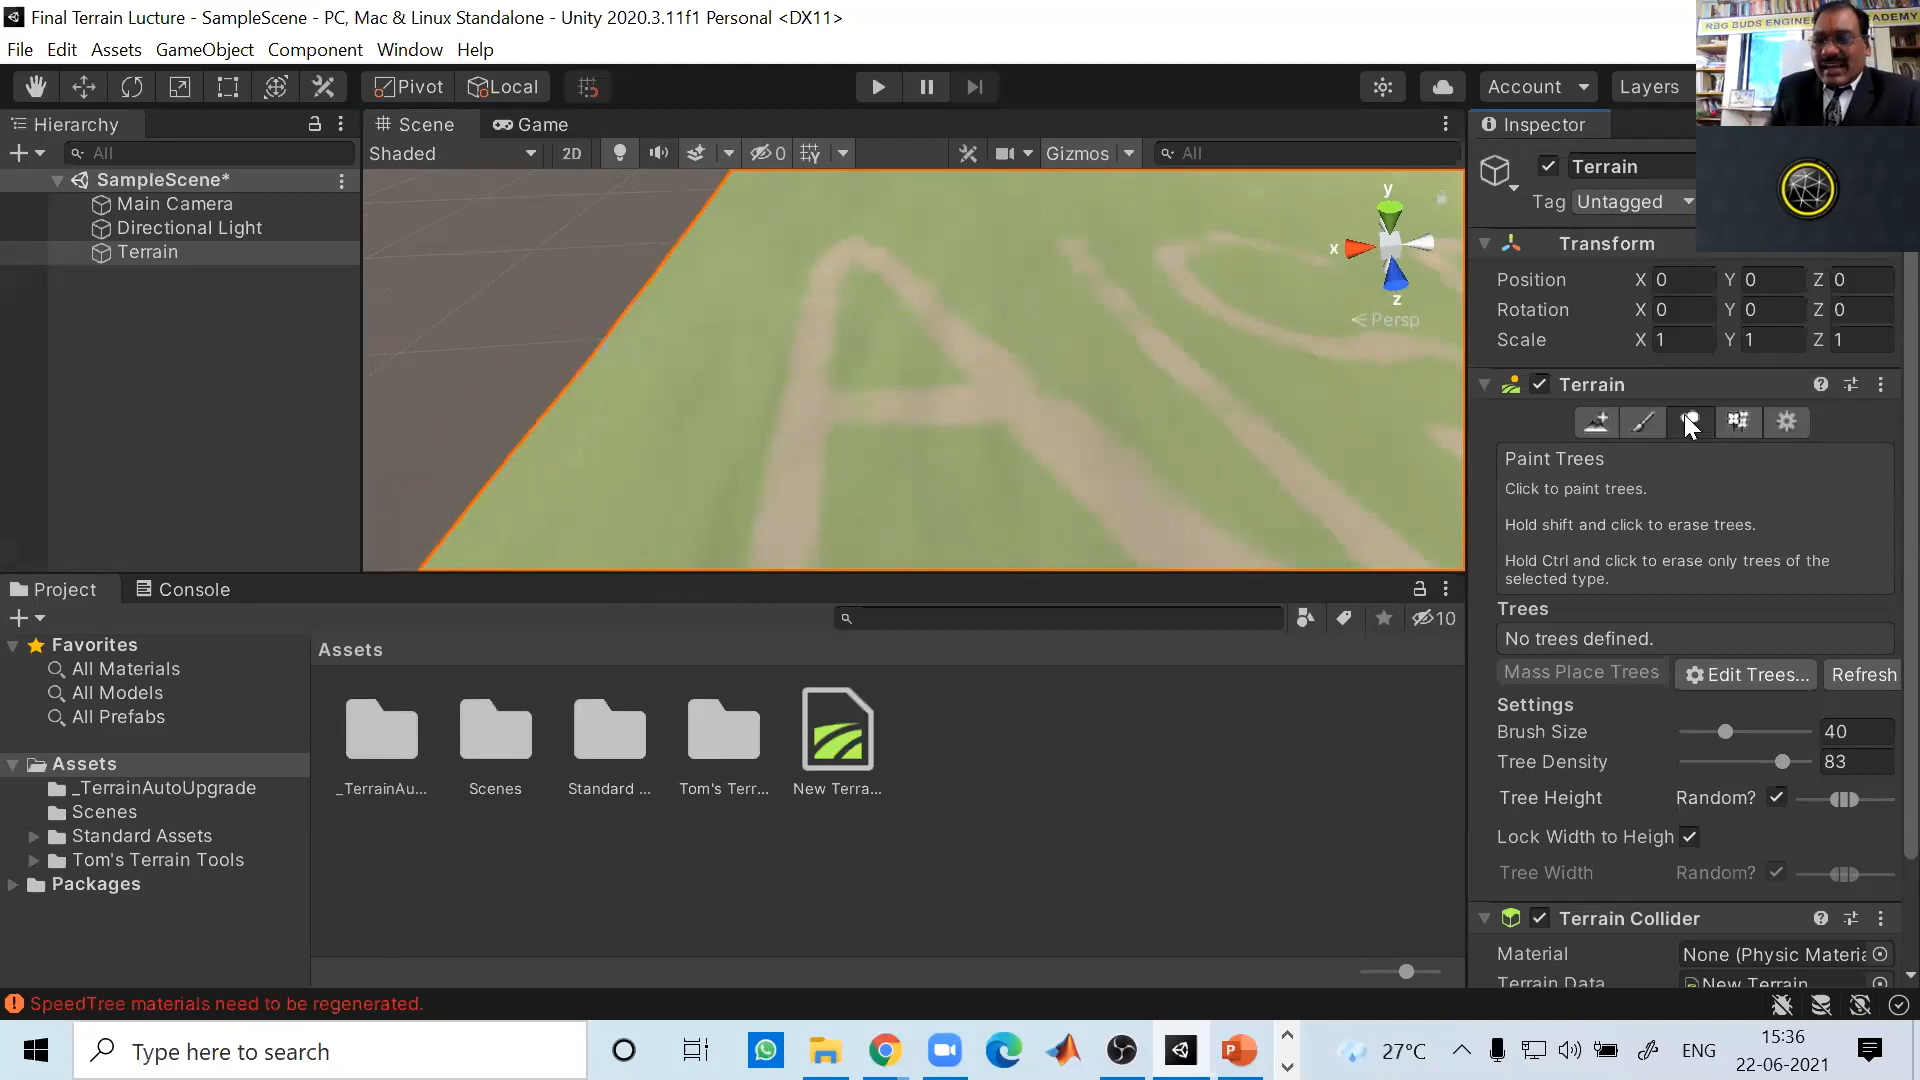 Final Terrain Lucture - SampleScene - PC, Mac & Linux Standalone - Unity 2020.3.11f1 Personal <DX11>
File Edit Assets GameObject Component Window Help
Pivot Local Account Layers
Hierarchy
All
SampleScene*
Main Camera
Directional Light
Terrain
Scene Game
Shaded 2D 0 Gizmos All
y
x
z
Persp
Project Console
10
Favorites
All Materials
All Models
All Prefabs
Assets
_TerrainAutoUpgrade
Scenes
Standard Assets
Tom's Terrain Tools
Packages
Assets
_TerrainAu... Scenes Standard ... Tom's Terr... New Terra...
Inspector
Terrain
Tag Untagged
Transform
Position X 0 Y 0 Z 0
Rotation X 0 Y 0 Z 0
Scale X 1 Y 1 Z 1
Terrain
Paint Trees
Click to paint trees.
Hold shift and click to erase trees.
Hold Ctrl and click to erase only trees of the
selected type.
Trees
No trees defined.
Mass Place Trees Edit Trees... Refresh
Settings
Brush Size 40
Tree Density 83
Tree Height Random?
Lock Width to Heigh
Tree Width Random?
Terrain Collider
Material None (Physic Materia
Terrain Data New Terrain
SpeedTree materials need to be regenerated.
Type here to search
27°C ENG 15:36
22-06-2021